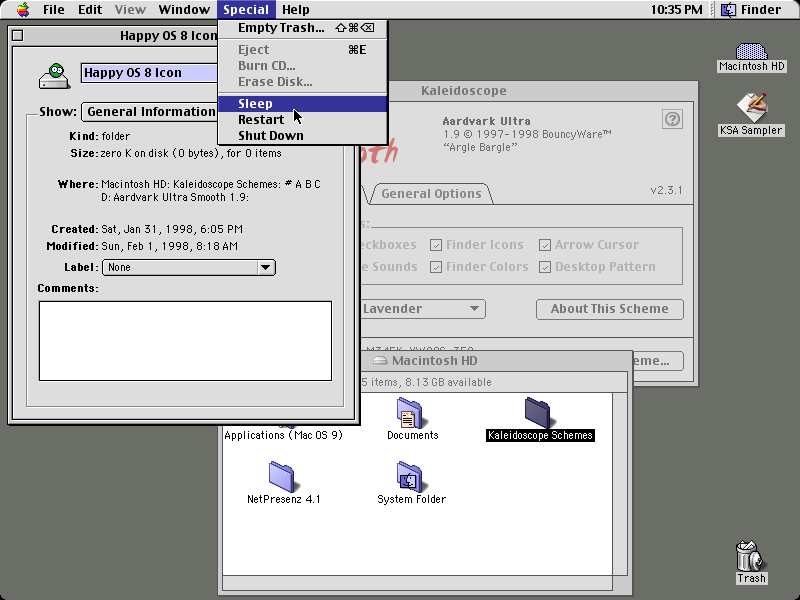 File Edit View Window Special Help 10:35 PM Finder
Empty Trash...
Eject ⌘E
Burn CD...
Erase Disk...
Sleep
Restart
Shut Down
Happy OS 8 Icon
Happy OS 8 Icon
Show: General Information
Kind: folder
Size: zero K on disk (0 bytes), for 0 items
Where: Macintosh HD: Kaleidoscope Schemes: # A B C
D: Aardvark Ultra Smooth 1.9:
Created: Sat, Jan 31, 1998, 6:05 PM
Modified: Sun, Feb 1, 1998, 8:18 AM
Label: None
Comments:
Kaleidoscope
Aardvark Ultra
1.9 © 1997-1998 BouncyWare™
“Argle Bargle”
General Options
v2.3.1
Finder Icons
Arrow Cursor
Sounds
Finder Colors
Desktop Pattern
Lavender
About This Scheme
Macintosh HD
5 items, 8.13 GB available
Applications (Mac OS 9)
Documents
Kaleidoscope Schemes
NetPresenz 4.1
System Folder
Macintosh HD
KSA Sampler
Trash